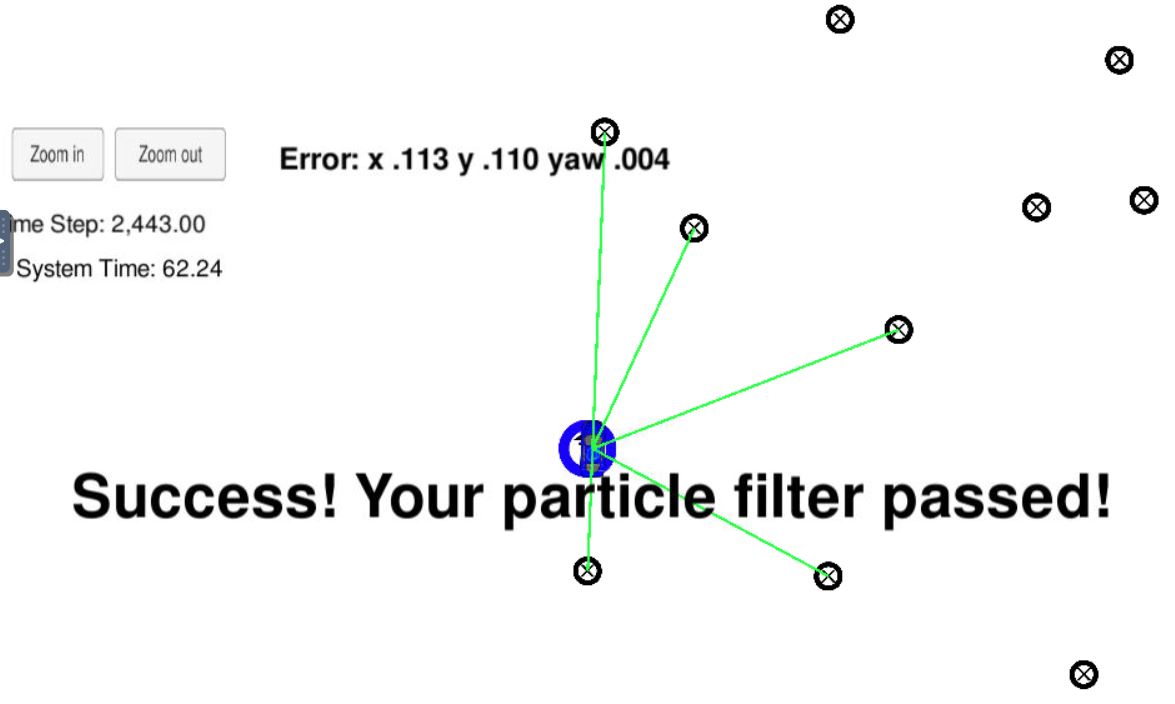 Zoom in
Zoom out
Error: x .113 y .110 yaw .004
ime Step: 2,443.00
System Time: 62.24
Success! Your particle filter passed!